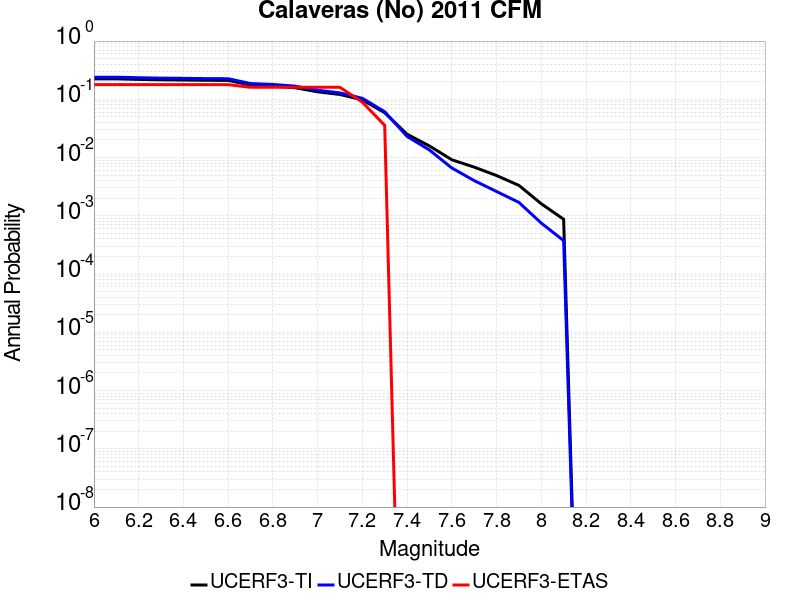 Calaveras (No) 2011 CFM
10^0
10^-1
10^-2
10^-3
10^-4
10^-5
10^-6
10^-7
10^-8
Annual Probability
6 6.2 6.4 6.6 6.8 7 7.2 7.4 7.6 7.8 8 8.2 8.4 8.6 8.8 9
Magnitude
UCERF3-TI UCERF3-TD UCERF3-ETAS